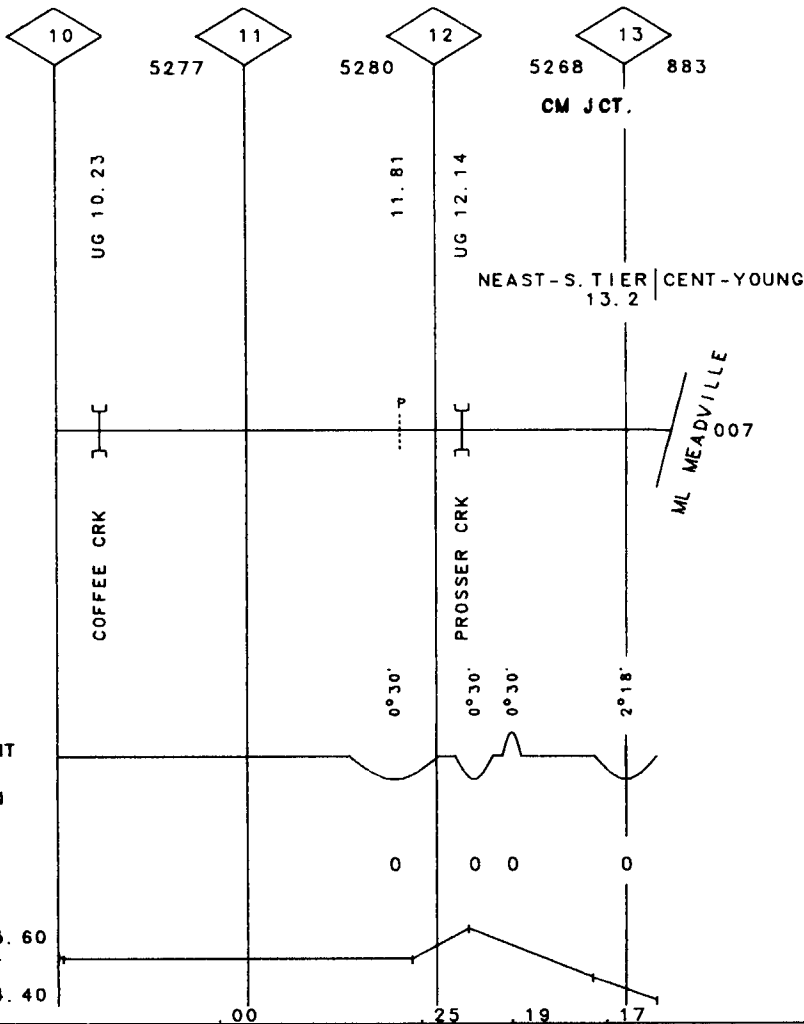 10 11 12 13
5277 5280 5268 883
CM JCT.
UG 10.23
11.81
UG 12.14
NEAST-S. TIER CENT-YOUNG
13.2
P
ML MEADVILLE
007
COFFEE CRK
PROSSER CRK
0°30' 0°30' 0°30' 2°18'
0 0 0 0
.60
.40
.00 .25 .19 .17